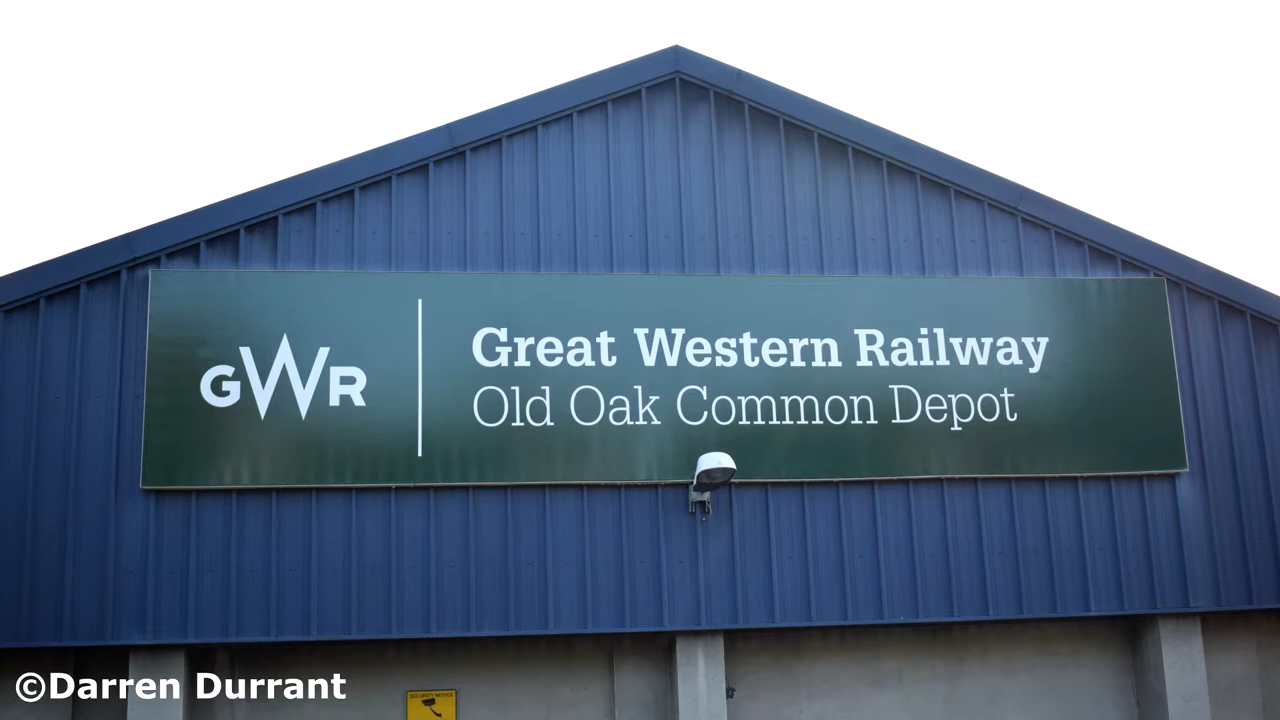 GWR
Great Western Railway
Old Oak Common Depot
SECURITY NOTICE
©Darren Durrant